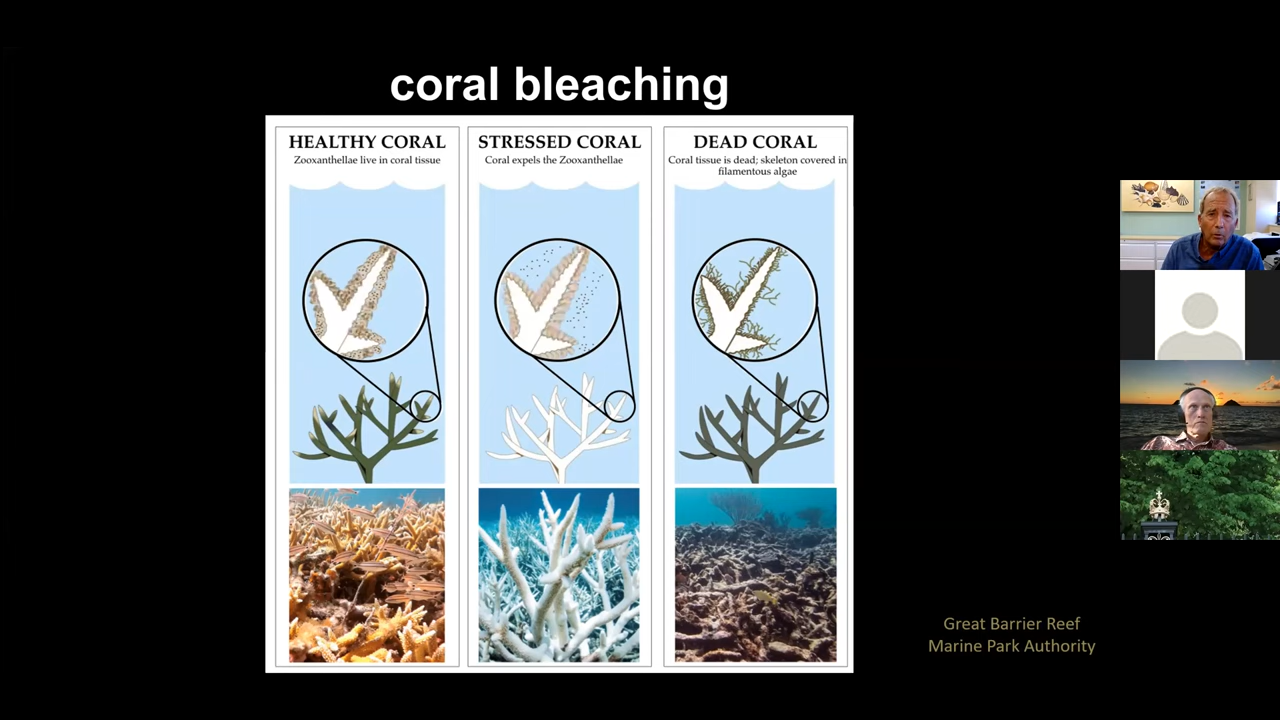 coral bleaching
HEALTHY CORAL
Zooxanthellae live in coral tissue
STRESSED CORAL
Coral expels the Zooxanthellae
DEAD CORAL
Coral tissue is dead; skeleton covered in
filamentous algae
Great Barrier Reef
Marine Park Authority